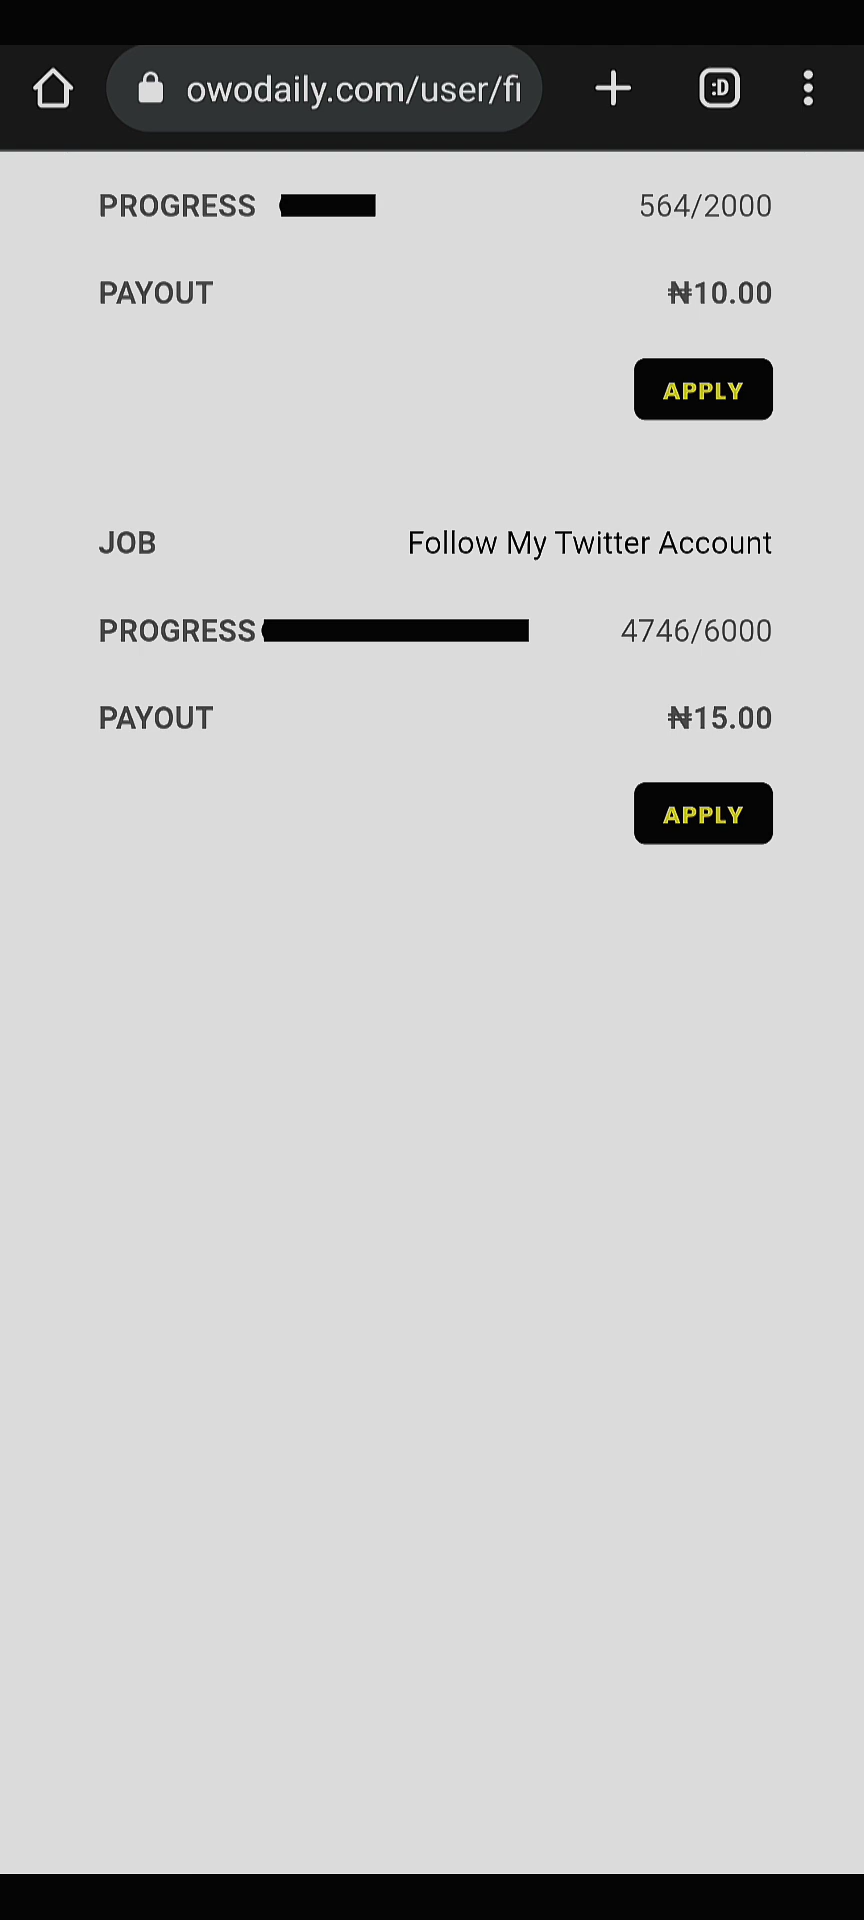 owodaily.com/user/fi
:D
PROGRESS 564/2000
PAYOUT ₦10.00
APPLY
JOB Follow My Twitter Account
PROGRESS 4746/6000
PAYOUT ₦15.00
APPLY